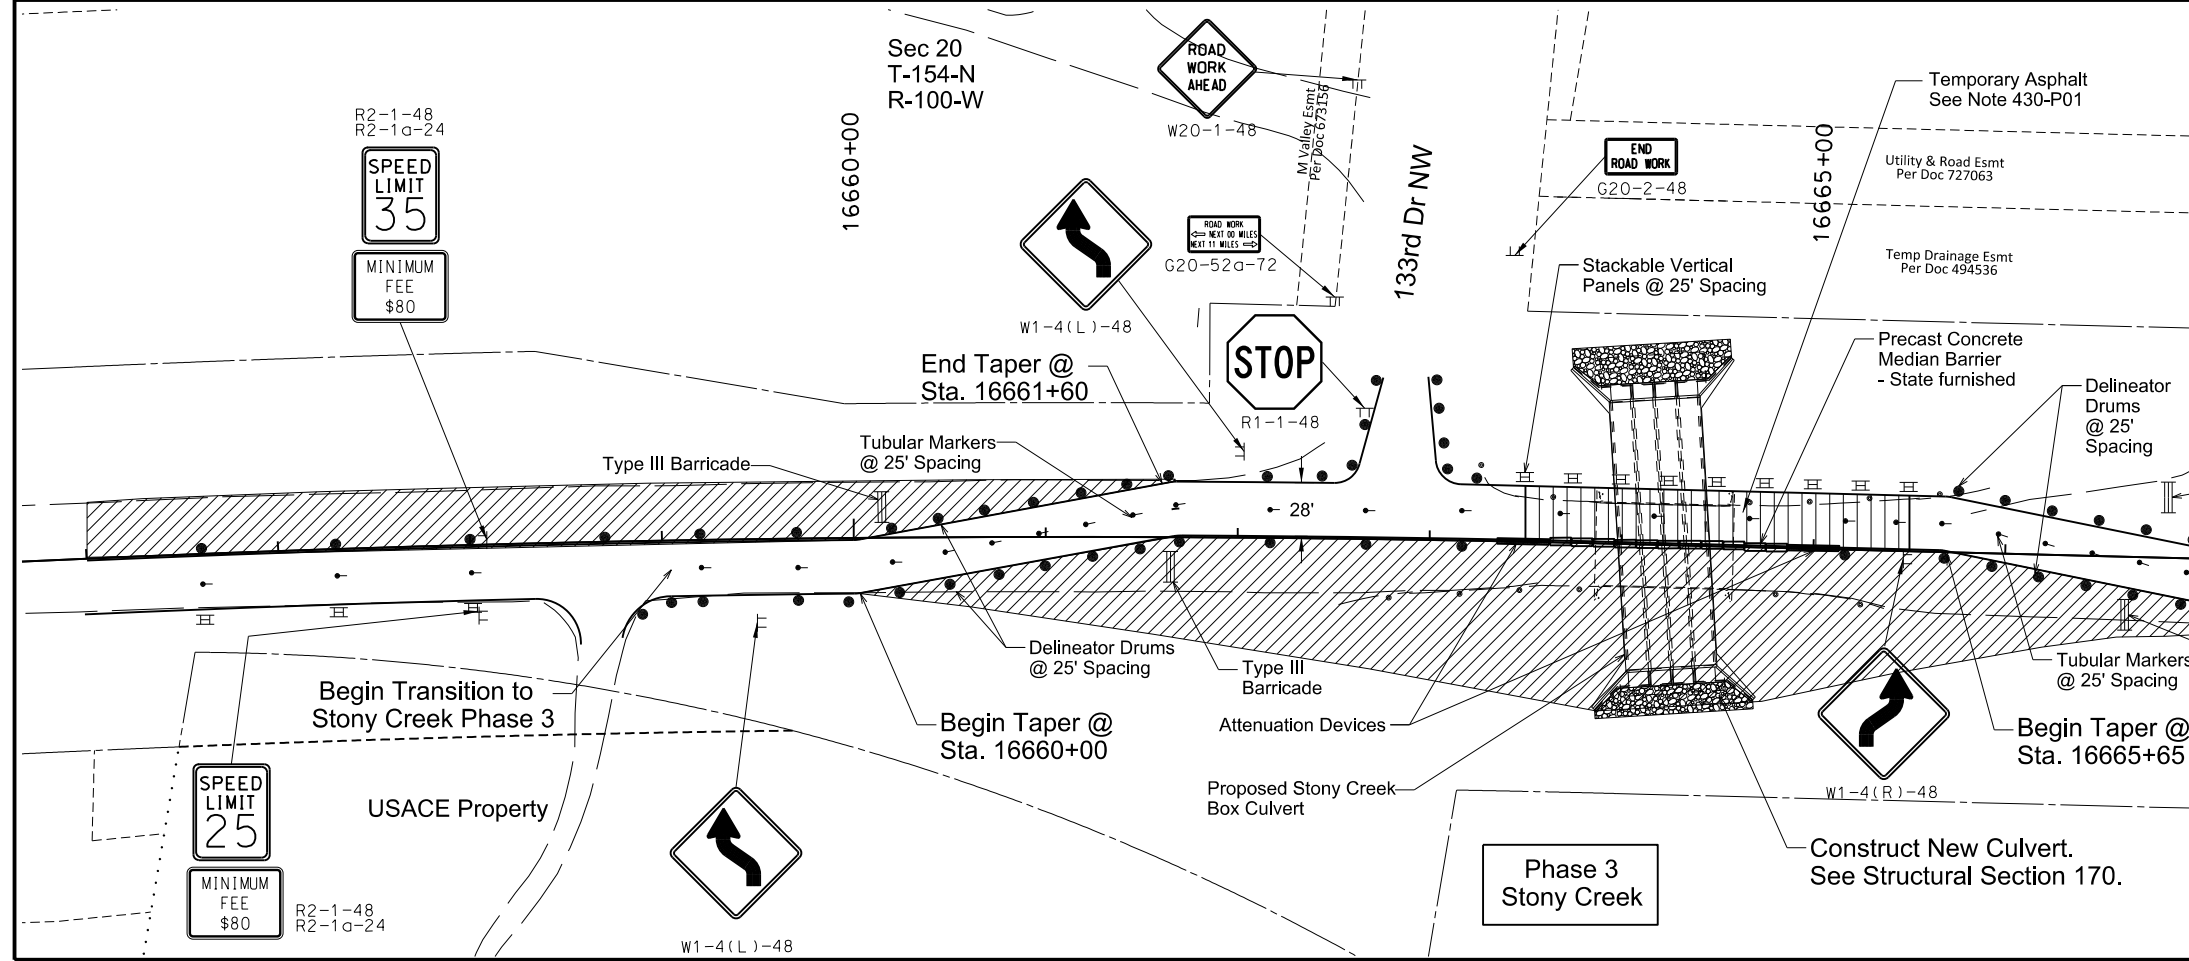 Sec 20
T-154-N
R-100-W
ROAD
WORK
AHEAD
W20-1-48
M Valley Esmt
Per Doc 673156
Temporary Asphalt
See Note 430-P01
R2-1-48
R2-1a-24
SPEED
LIMIT
35
MINIMUM
FEE
$80
16660+00
133rd Dr NW
END
ROAD WORK
G20-2-48
16665+00
Utility & Road Esmt
Per Doc 727063
Temp Drainage Esmt
Per Doc 494536
W1-4(L)-48
ROAD WORK
NEXT 00 MILES
NEXT 11 MILES
G20-52a-72
Stackable Vertical
Panels @ 25' Spacing
End Taper @
Sta. 16661+60
STOP
R1-1-48
Precast Concrete
Median Barrier
- State furnished
Delineator
Drums
@ 25'
Spacing
Type III Barricade
Tubular Markers
@ 25' Spacing
28'
Begin Transition to
Stony Creek Phase 3
Delineator Drums
@ 25' Spacing
Type III
Barricade
Tubular Markers
@ 25' Spacing
Begin Taper @
Sta. 16660+00
Attenuation Devices
Begin Taper @
Sta. 16665+65
SPEED
LIMIT
25
MINIMUM
FEE
$80
R2-1-48
R2-1a-24
USACE Property
W1-4(L)-48
Proposed Stony Creek
Box Culvert
W1-4(R)-48
Phase 3
Stony Creek
Construct New Culvert.
See Structural Section 170.